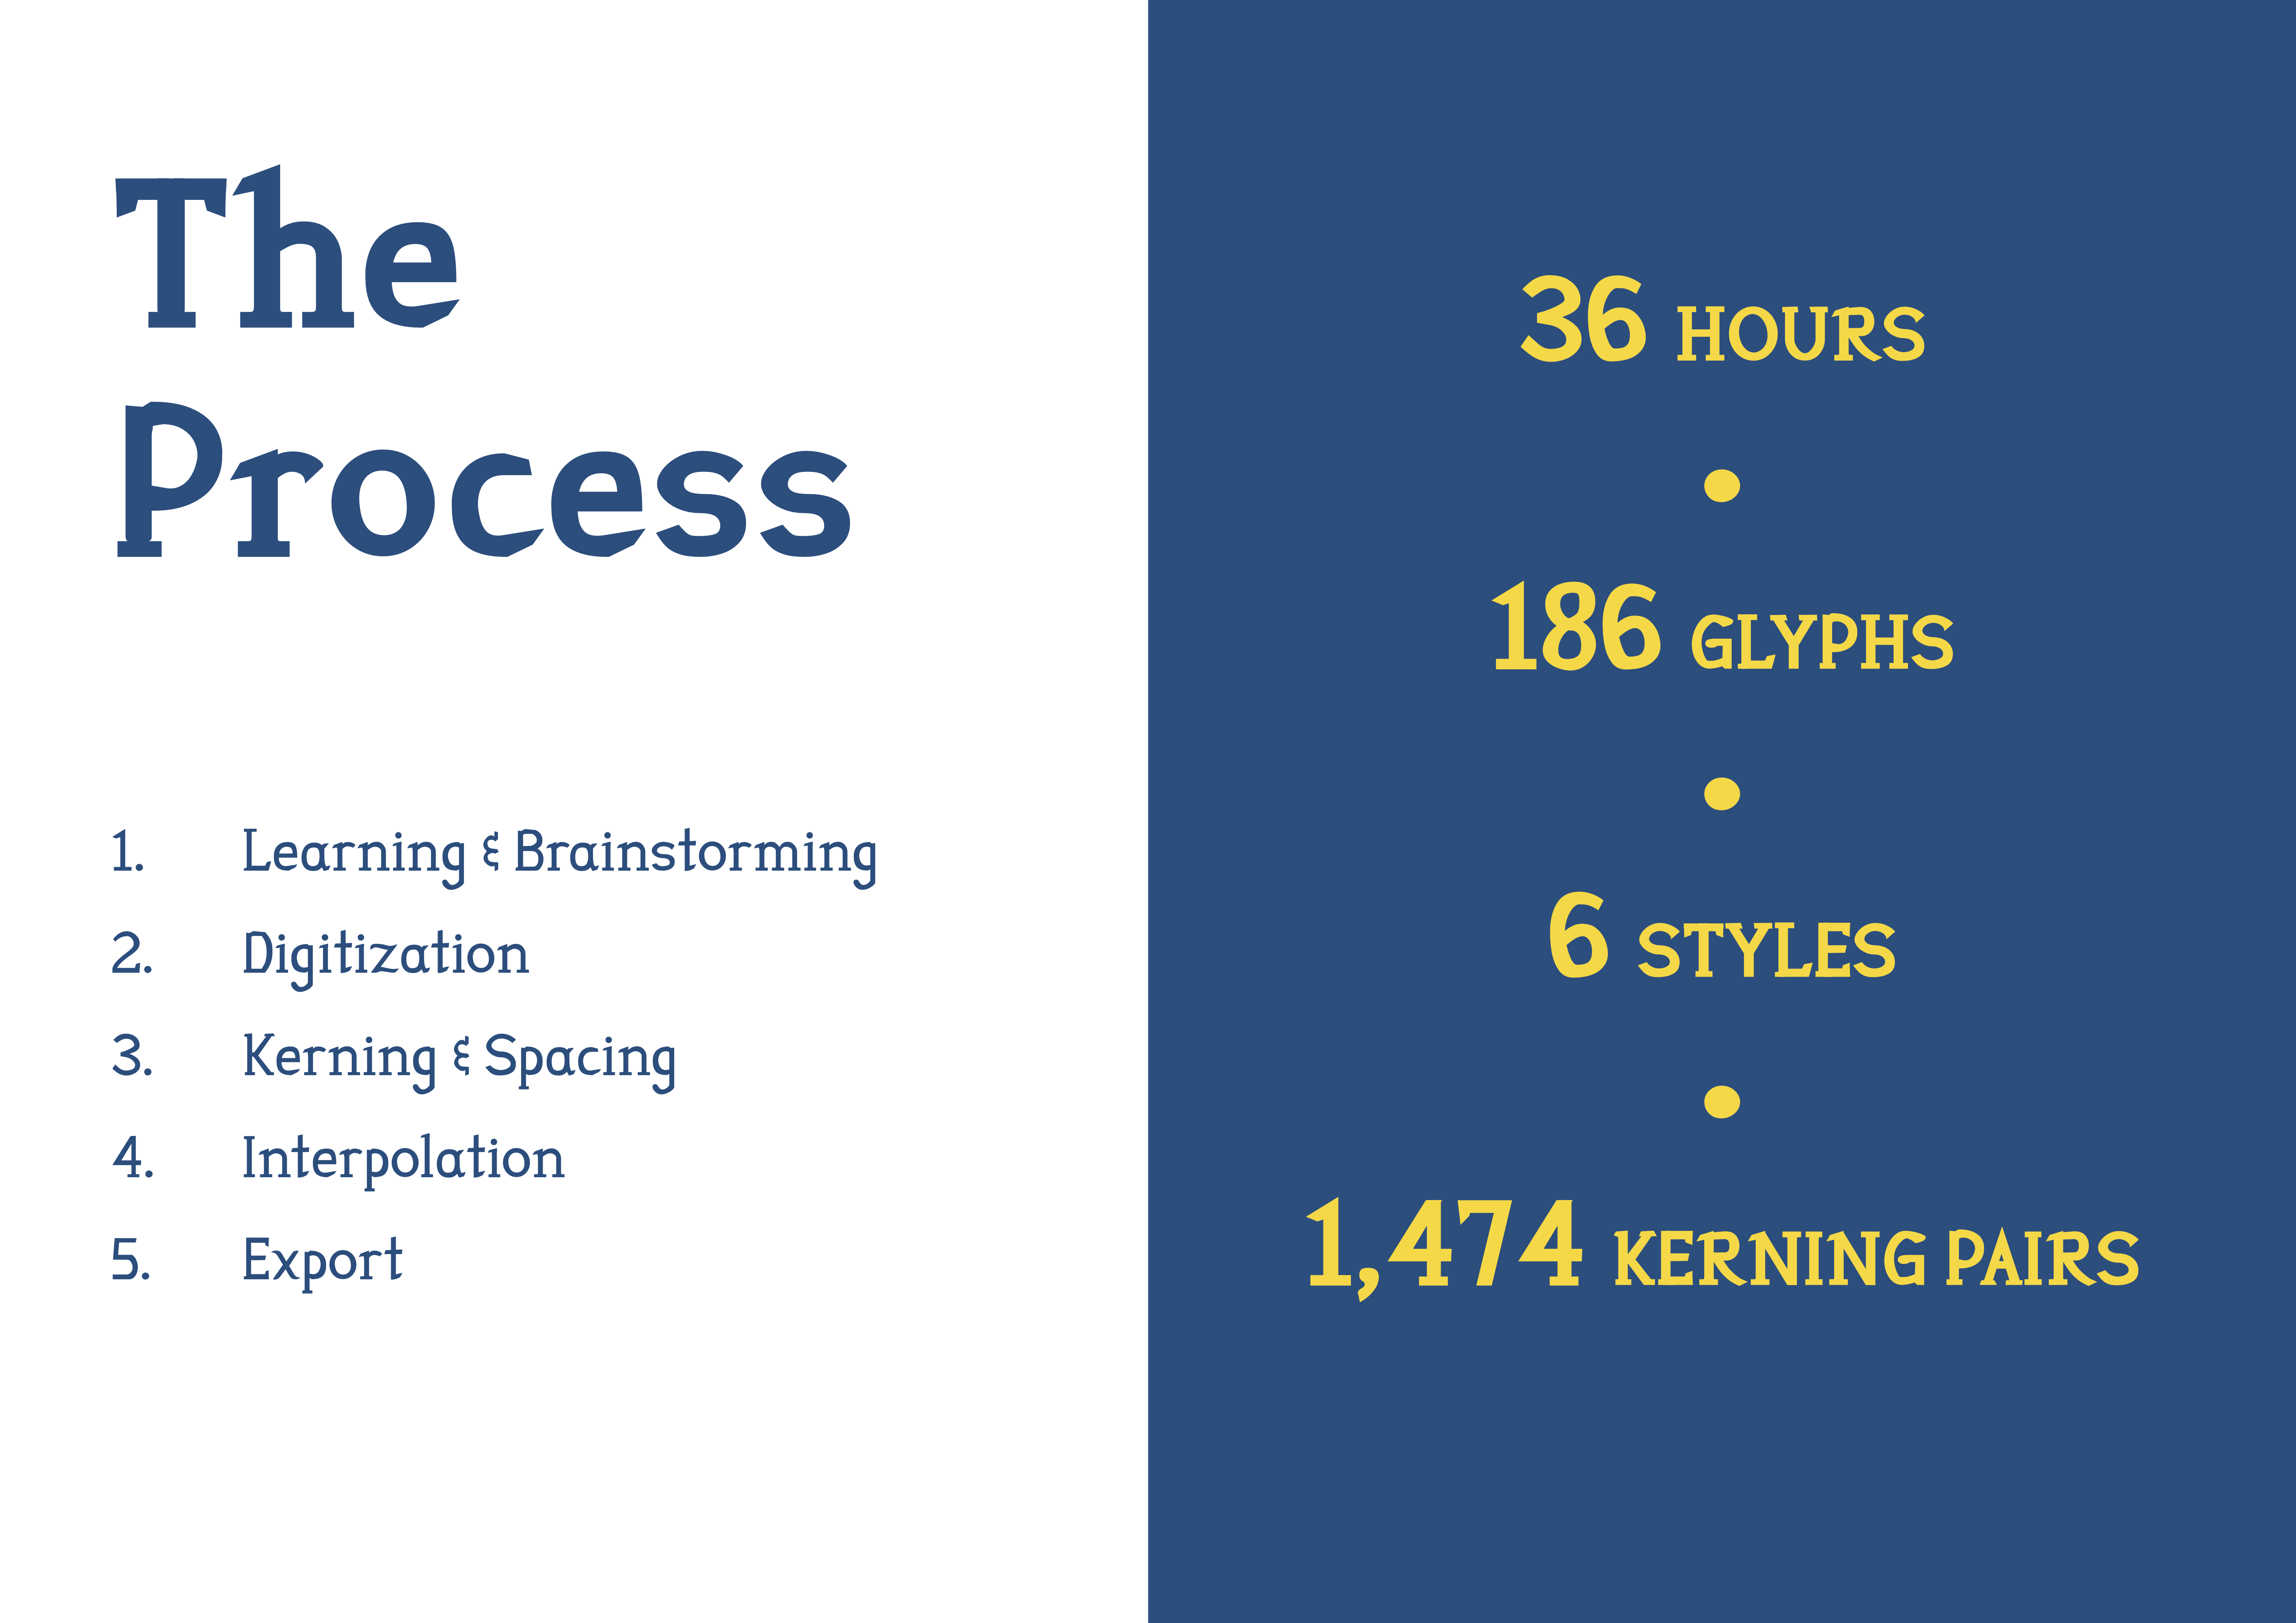 The
Process
1. Learning & Brainstorming
2. Digitization
3. Kerning & Spacing
4. Interpolation
5. Export
36 HOURS
•
186 GLYPHS
•
6 STYLES
•
1,474 KERNING PAIRS